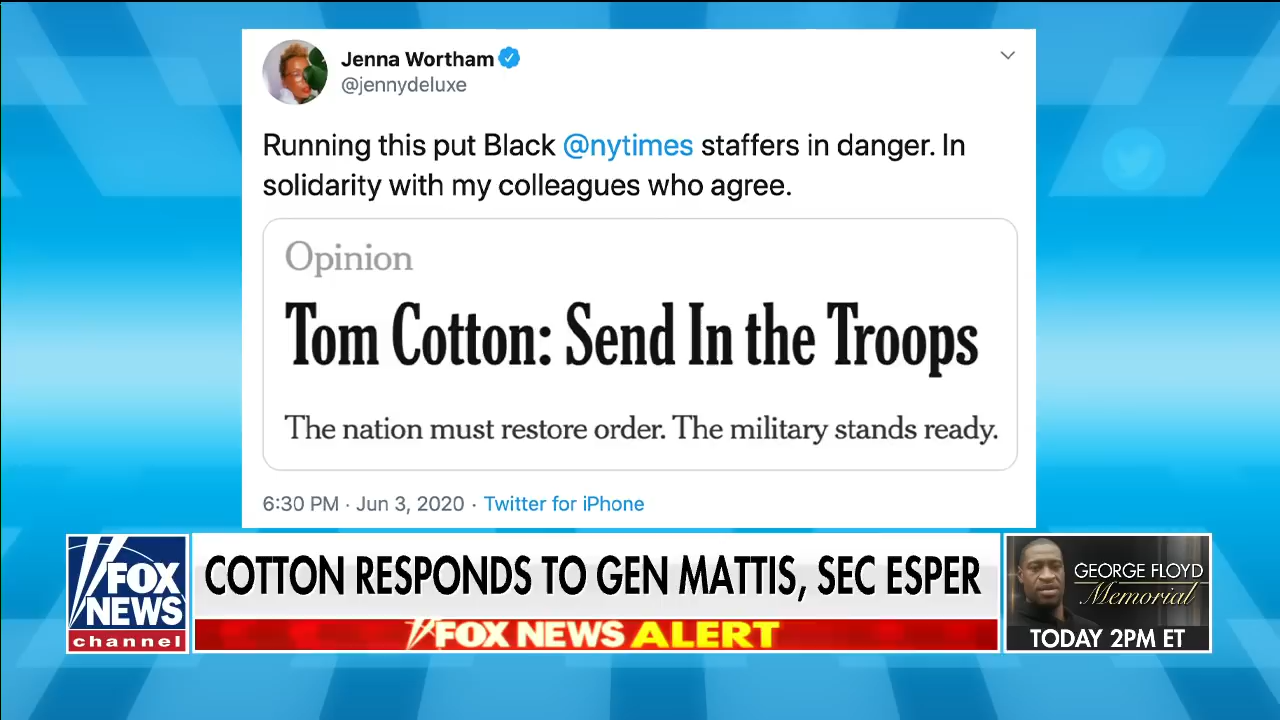 Jenna Wortham
@jennydeluxe
Running this put Black @nytimes staffers in danger. In
solidarity with my colleagues who agree.
Opinion
Tom Cotton: Send In the Troops
The nation must restore order. The military stands ready.
6:30 PM · Jun 3, 2020 · Twitter for iPhone
FOX
NEWS
channel
COTTON RESPONDS TO GEN MATTIS, SEC ESPER
FOX NEWS ALERT
GEORGE FLOYD
Memorial
TODAY 2PM ET